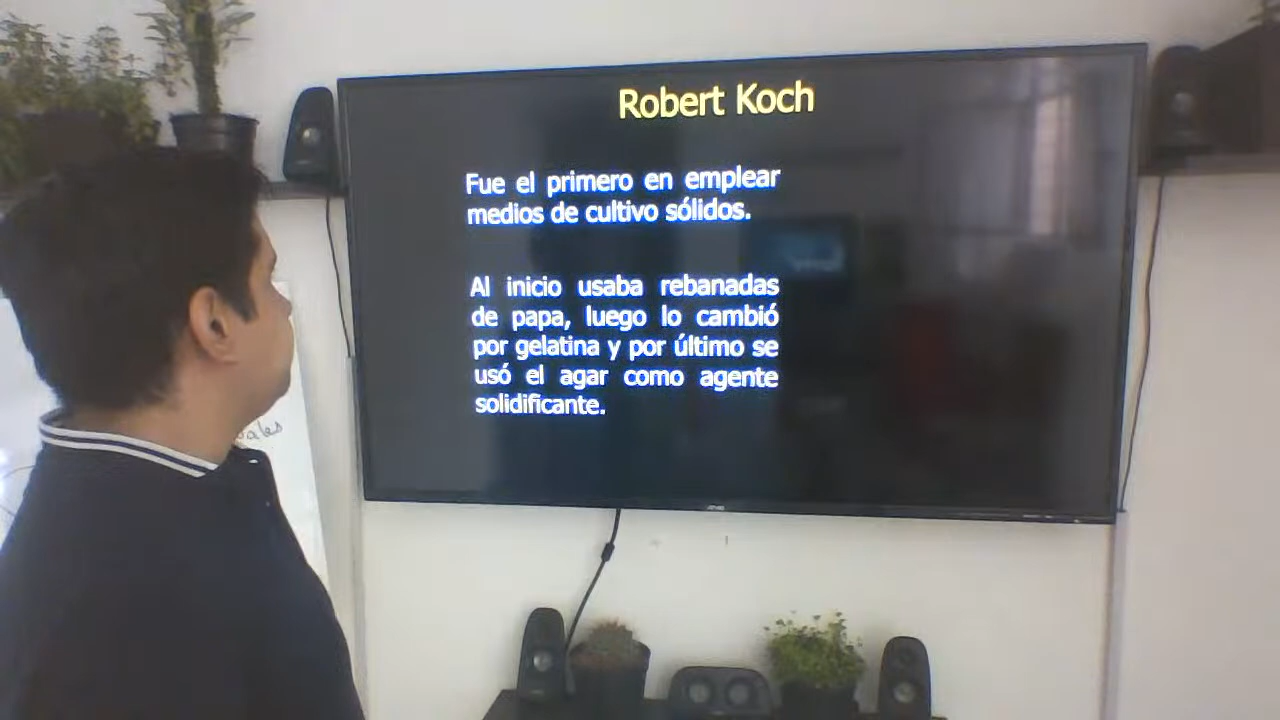 Robert Koch
Fue el primero en emplear
medios de cultivo sólidos.
Al inicio usaba rebanadas
de papa, luego lo cambió
por gelatina y por último se
usó el agar como agente
solidificante.